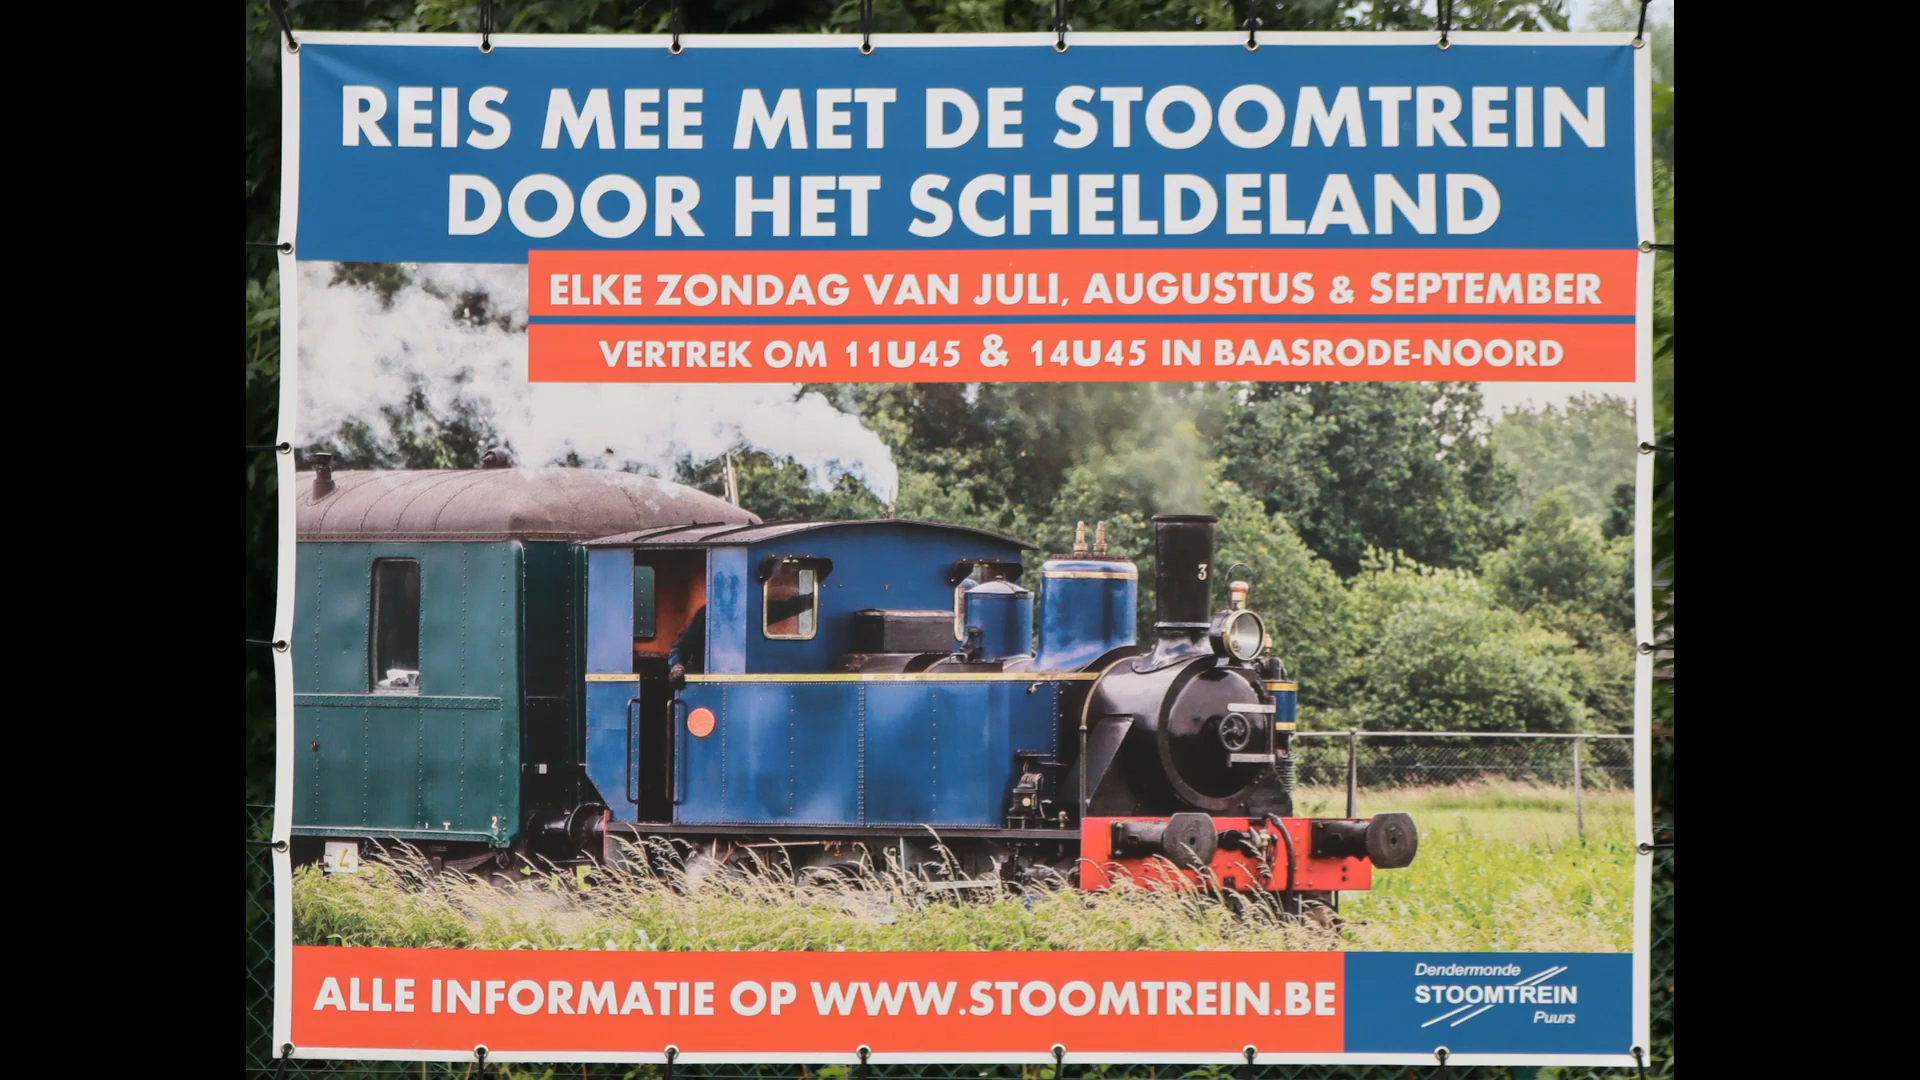 REIS MEE MET DE STOOMTREIN
DOOR HET SCHELDELAND
ELKE ZONDAG VAN JULI, AUGUSTUS & SEPTEMBER
VERTREK OM 11U45 & 14U45 IN BAASRODE-NOORD
3
2
ALLE INFORMATIE OP WWW.STOOMTREIN.BE
Dendermonde
STOOMTREIN
Puurs